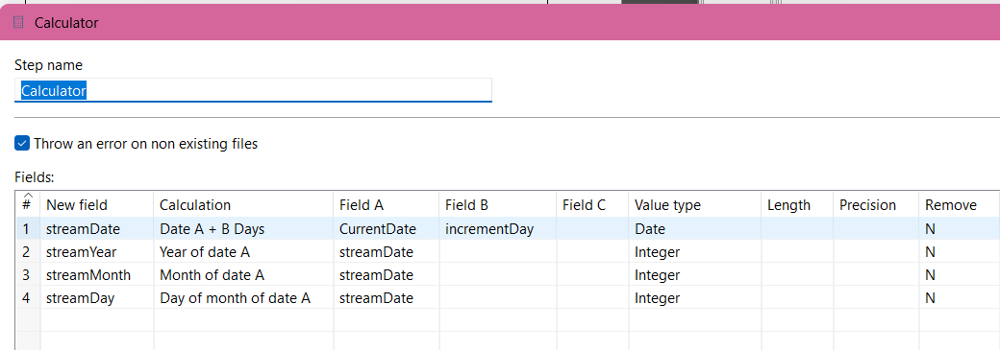 Calculator
Step name
Calculator
Throw an error on non existing files
Fields:
# New field Calculation Field A Field B Field C Value type Length Precision Remove
1 streamDate Date A + B Days CurrentDate incrementDay Date N
2 streamYear Year of date A streamDate Integer N
3 streamMonth Month of date A streamDate Integer N
4 streamDay Day of month of date A streamDate Integer N